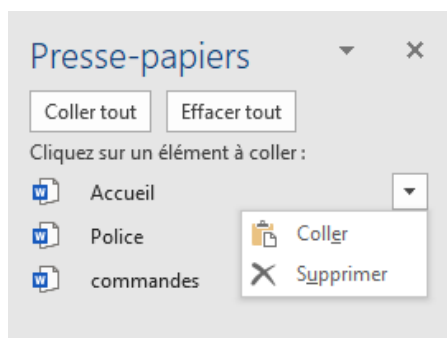 Presse-papiers
Coller tout Effacer tout
Cliquez sur un élément à coller :
Accueil
Police
Coller
commandes
Supprimer